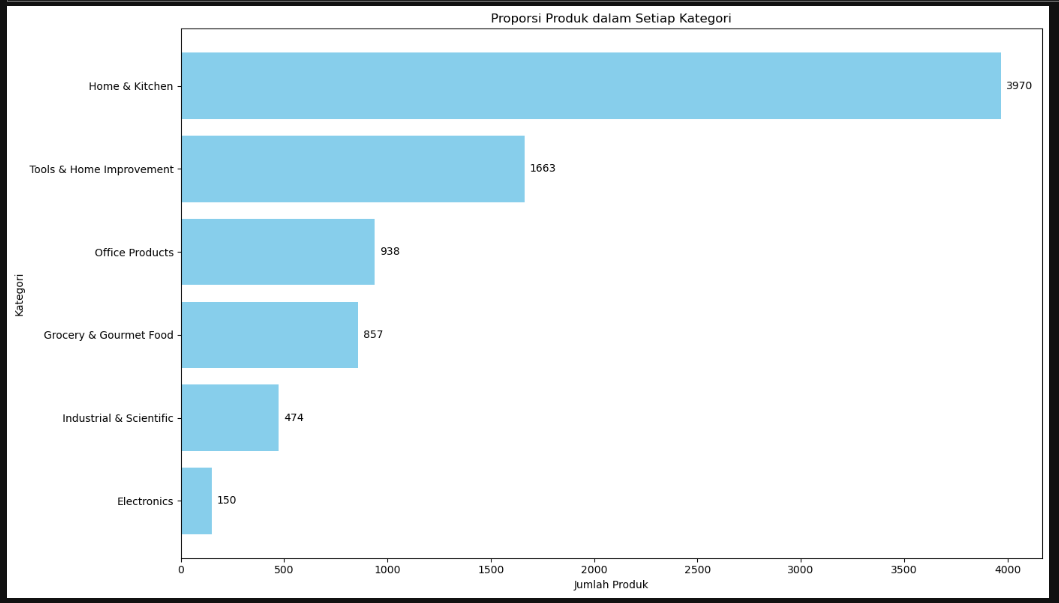 Proporsi Produk dalam Setiap Kategori
Home & Kitchen
3970
Tools & Home Improvement
1663
Office Products
938
Kategori
Grocery & Gourmet Food
857
Industrial & Scientific
474
Electronics
150
0 500 1000 1500 2000 2500 3000 3500 4000
Jumlah Produk